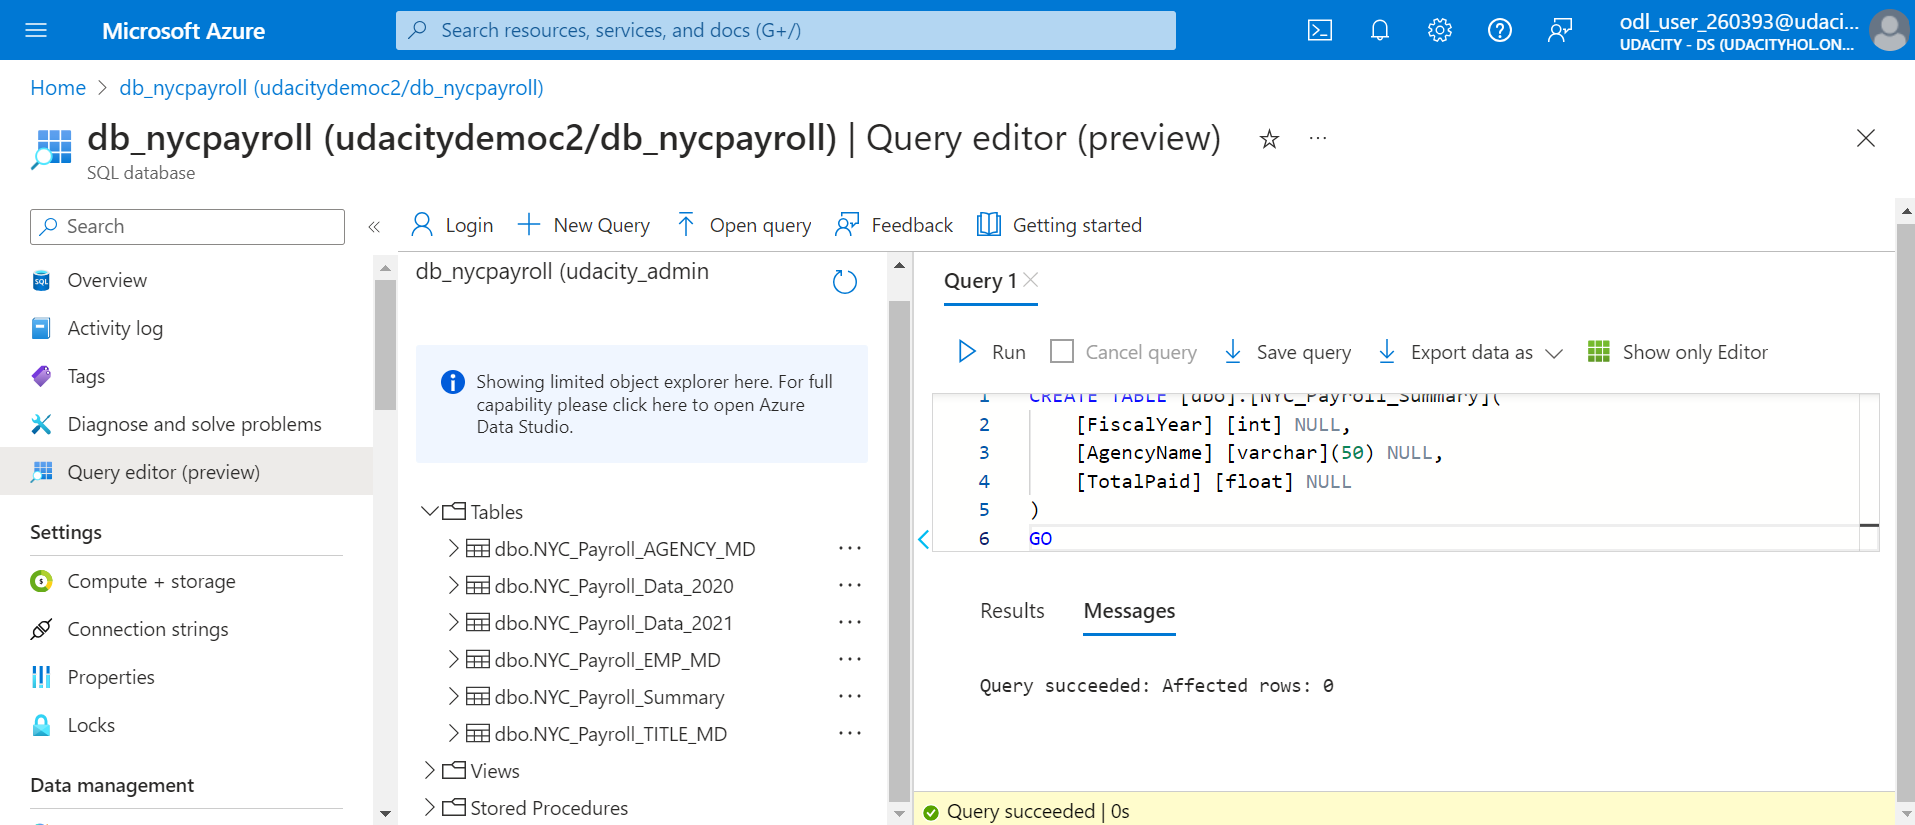 Microsoft Azure
Search resources, services, and docs (G+/)
odl_user_260393@udaci...
UDACITY - DS (UDACITYHOL.ON...
Home > db_nycpayroll (udacitydemoc2/db_nycpayroll)
db_nycpayroll (udacitydemoc2/db_nycpayroll) | Query editor (preview)
SQL database
Search
Overview
Activity log
Tags
Diagnose and solve problems
Query editor (preview)
Settings
Compute + storage
Connection strings
Properties
Locks
Data management
Login
New Query
Open query
Feedback
Getting started
db_nycpayroll (udacity_admin
Showing limited object explorer here. For full
capability please click here to open Azure
Data Studio.
Tables
dbo.NYC_Payroll_AGENCY_MD
dbo.NYC_Payroll_Data_2020
dbo.NYC_Payroll_Data_2021
dbo.NYC_Payroll_EMP_MD
dbo.NYC_Payroll_Summary
dbo.NYC_Payroll_TITLE_MD
Views
Stored Procedures
Query 1
Run
Cancel query
Save query
Export data as
Show only Editor
1 CREATE TABLE [dbo].[NYC_Payroll_Summary](
2 [FiscalYear] [int] NULL,
3 [AgencyName] [varchar](50) NULL,
4 [TotalPaid] [float] NULL
5 )
6 GO
Results
Messages
Query succeeded: Affected rows: 0
Query succeeded | 0s